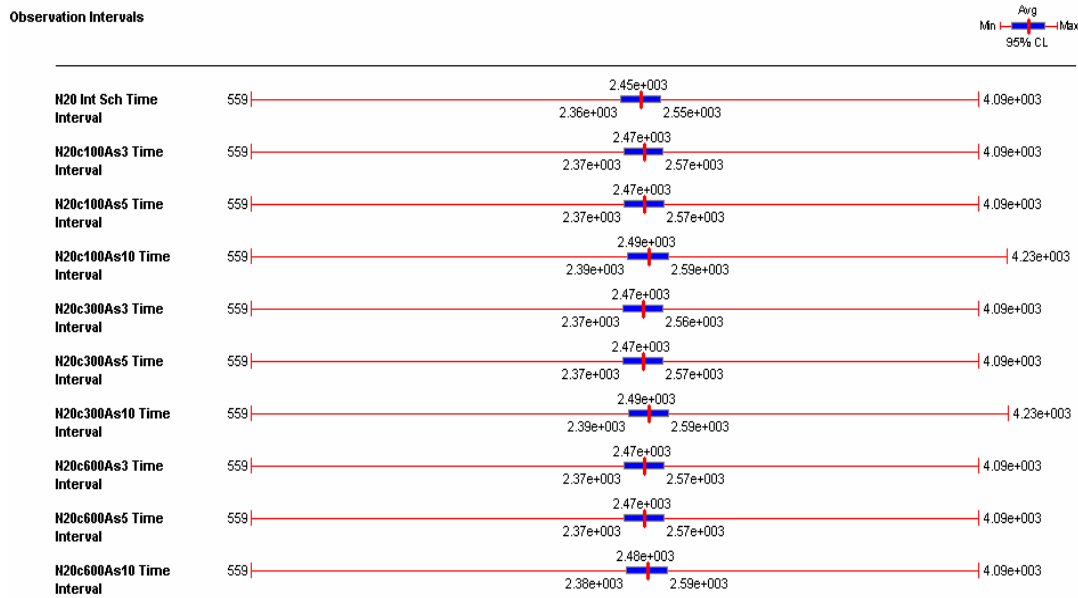 Observation Intervals
Avg
Min Max
95% CL
2.45e+003
N20 Int Sch Time 559 4.09e+003
Interval 2.36e+003 2.55e+003
2.47e+003
N20c100As3 Time 559 4.09e+003
Interval 2.37e+003 2.57e+003
2.47e+003
N20c100As5 Time 559 4.09e+003
Interval 2.37e+003 2.57e+003
2.49e+003
N20c100As10 Time 559 4.23e+003
Interval 2.39e+003 2.59e+003
2.47e+003
N20c300As3 Time 559 4.09e+003
Interval 2.37e+003 2.56e+003
2.47e+003
N20c300As5 Time 559 4.09e+003
Interval 2.37e+003 2.57e+003
2.49e+003
N20c300As10 Time 559 4.23e+003
Interval 2.39e+003 2.59e+003
2.47e+003
N20c600As3 Time 559 4.09e+003
Interval 2.37e+003 2.57e+003
2.47e+003
N20c600As5 Time 559 4.09e+003
Interval 2.37e+003 2.57e+003
2.48e+003
N20c600As10 Time 559 4.09e+003
Interval 2.38e+003 2.59e+003